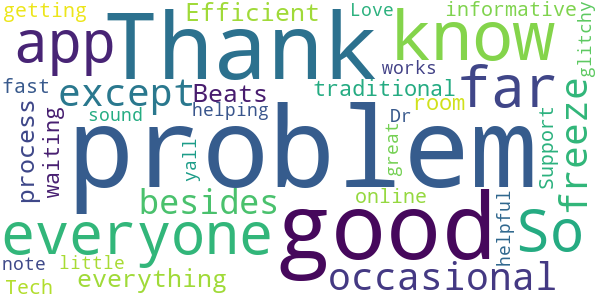 getting Efficient Love informative
app Thank know glitchy
fast except Beats works traditional far
process waiting sound helping room Dr
problem
yall great online Support freeze
everyone besides good So
helpful
note little everything occasional
Tech